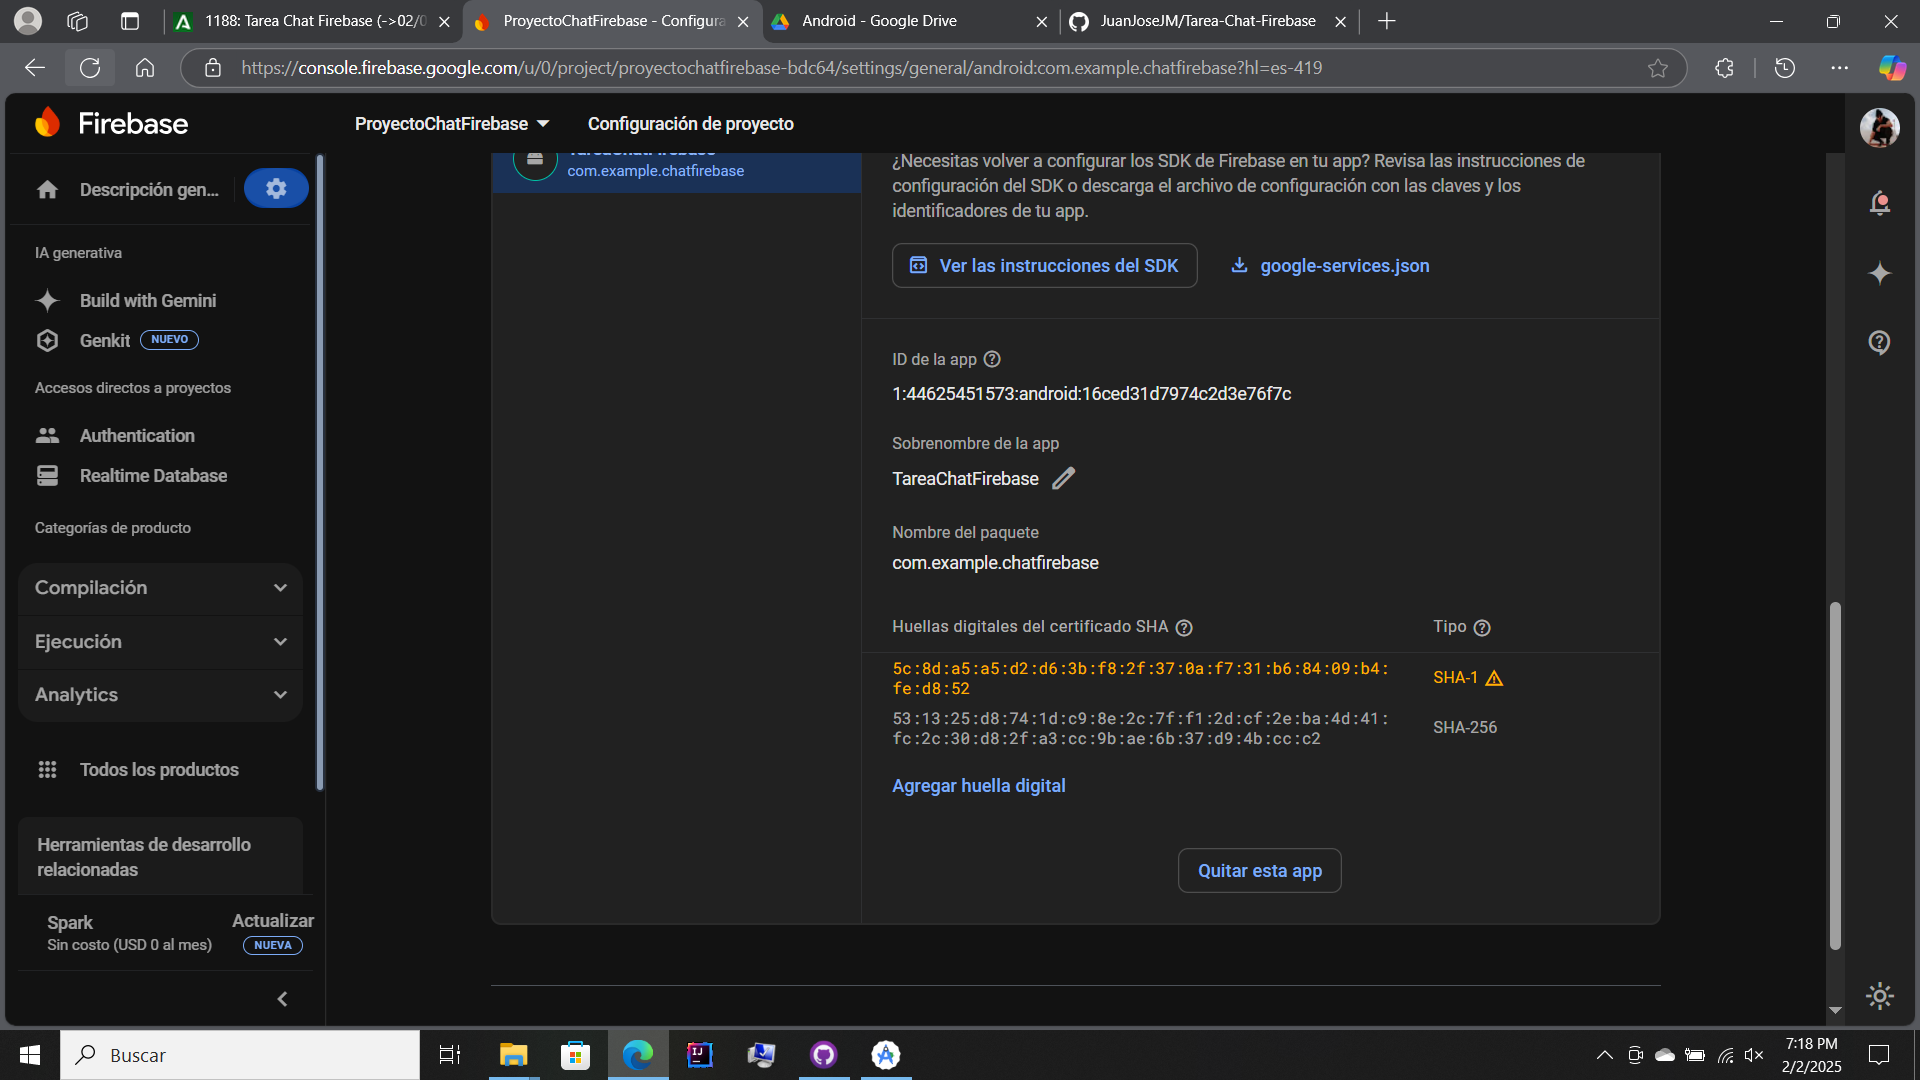 1188: Tarea Chat Firebase (->02/0
ProyectoChatFirebase - Configura
Android - Google Drive
JuanJoseJM/Tarea-Chat-Firebase
https://console.firebase.google.com/u/0/project/proyectochatfirebase-bdc64/settings/general/android:com.example.chatfirebase?hl=es-419
Firebase
ProyectoChatFirebase
Configuración de proyecto
Descripción gen...
IA generativa
Build with Gemini
Genkit NUEVO
Accesos directos a proyectos
Authentication
Realtime Database
Categorías de producto
Compilación
Ejecución
Analytics
Todos los productos
Herramientas de desarrollo
relacionadas
Spark
Sin costo (USD 0 al mes)
Actualizar
NUEVA
com.example.chatfirebase
¿Necesitas volver a configurar los SDK de Firebase en tu app? Revisa las instrucciones de
configuración del SDK o descarga el archivo de configuración con las claves y los
identificadores de tu app.
Ver las instrucciones del SDK
google-services.json
ID de la app
1:44625451573:android:16ced31d7974c2d3e76f7c
Sobrenombre de la app
TareaChatFirebase
Nombre del paquete
com.example.chatfirebase
Huellas digitales del certificado SHA
Tipo
5c:8d:a5:a5:d2:d6:3b:f8:2f:37:0a:f7:31:b6:84:09:b4:
fe:d8:52
SHA-1
53:13:25:d8:74:1d:c9:8e:2c:7f:f1:2d:cf:2e:ba:4d:41:
fc:2c:30:d8:2f:a3:cc:9b:ae:6b:37:d9:4b:cc:c2
SHA-256
Agregar huella digital
Quitar esta app
Buscar
7:18 PM
2/2/2025